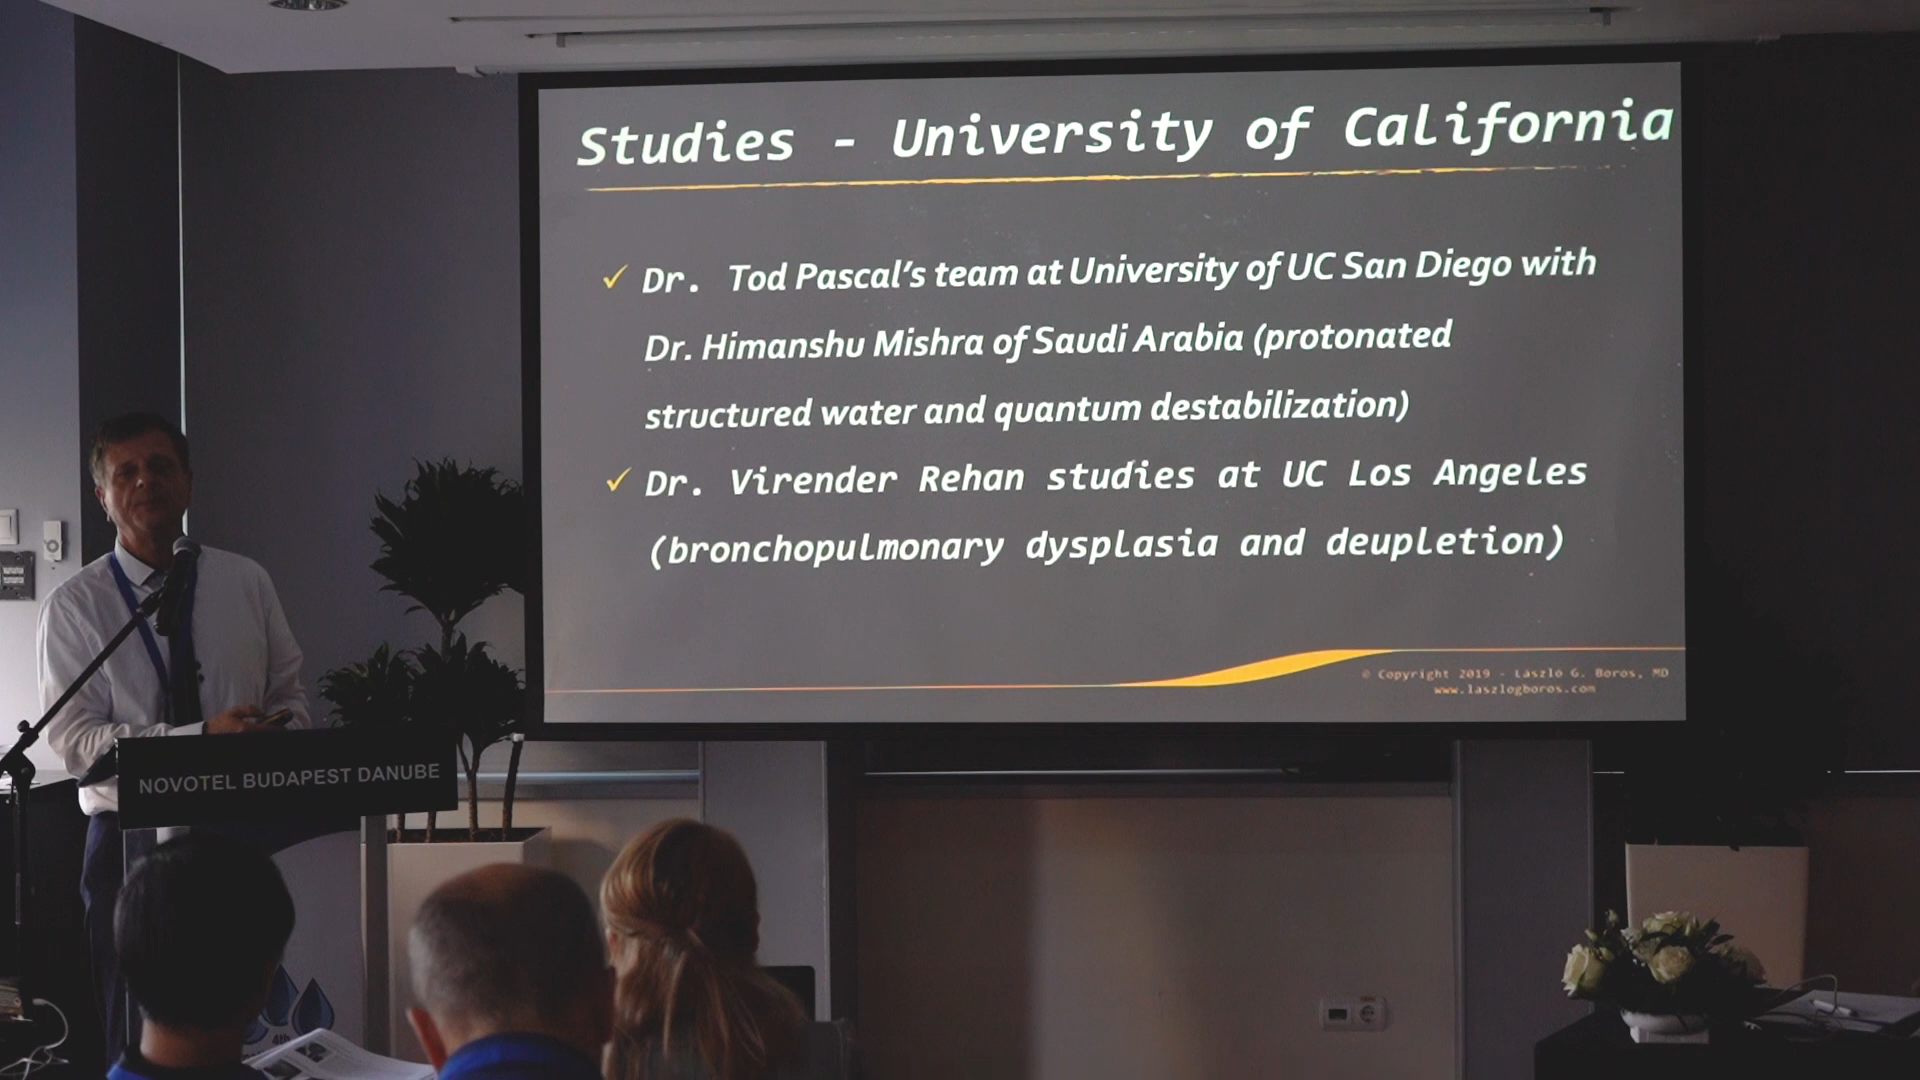 Studies - University of California
✓ Dr. Tod Pascal's team at University of UC San Diego with
Dr. Himanshu Mishra of Saudi Arabia (protonated
structured water and quantum destabilization)
✓ Dr. Virender Rehan studies at UC Los Angeles
(bronchopulmonary dysplasia and deupletion)
© Copyright 2019 - László G. Boros, MD
www.laszlogboros.com
NOVOTEL BUDAPEST DANUBE
4th